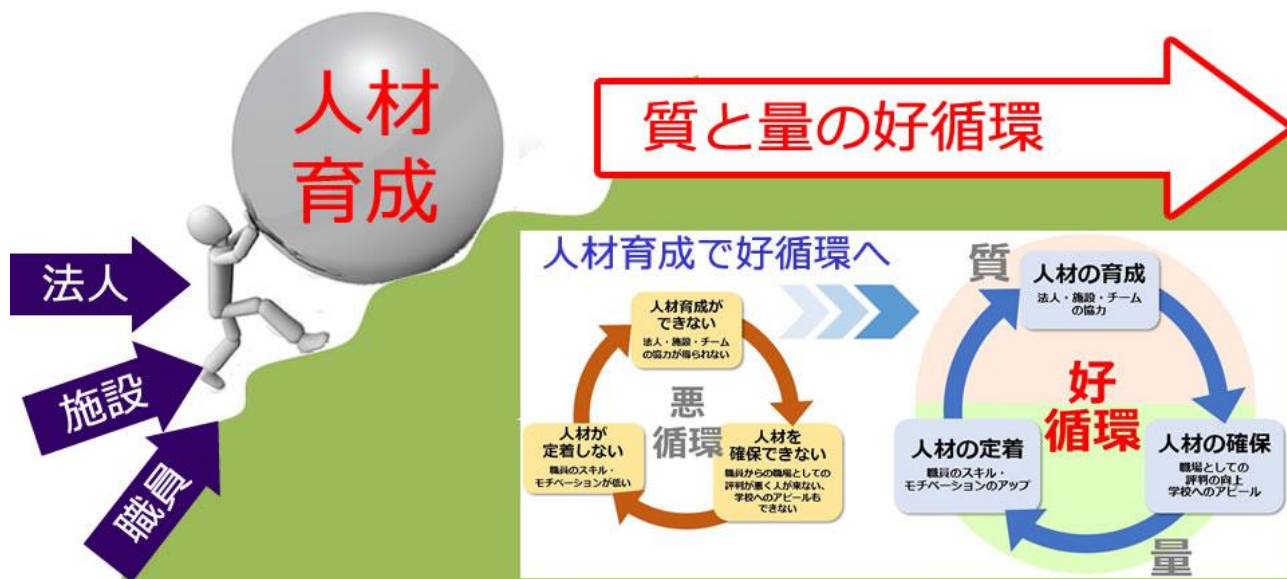 人材
育成
質と量の好循環
法人
施設
職員
人材育成で好循環へ
人材育成が
できない
法人・施設・チーム
の協力が得られない
悪
循環
人材を
確保できない
職員からの職場としての
評判が悪く人が来ない、
学校へのアピールも
できない
人材が
定着しない
職員のスキル・
モチベーションが低い
質
人材の育成
法人・施設・チーム
の協力
好
循環
人材の確保
職場としての
評判の向上
学校へのアピール
人材の定着
職員のスキル・
モチベーションのアップ
量